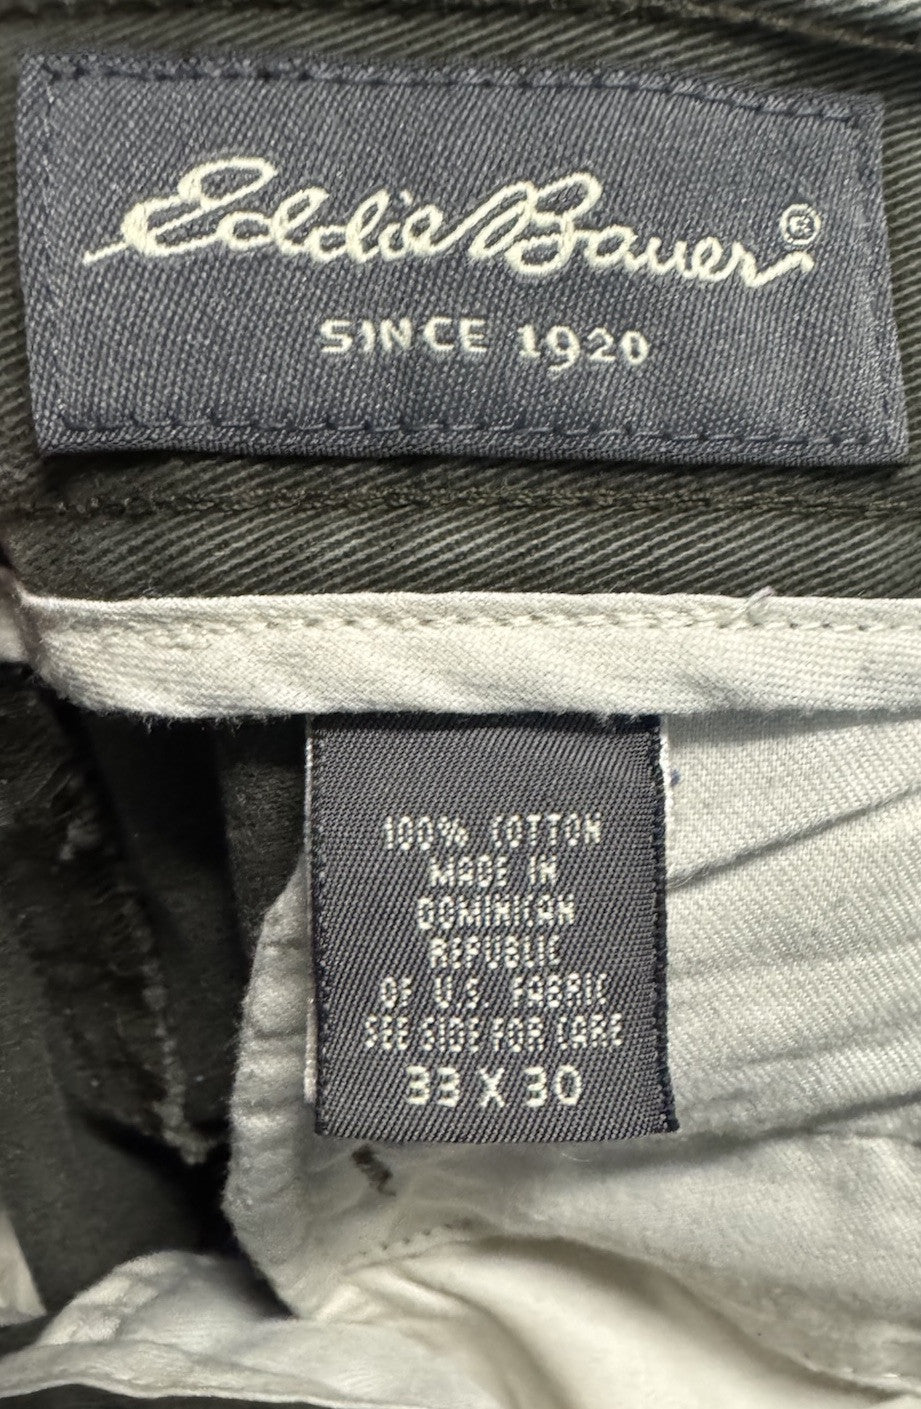 Eddie Bauer®
SINCE 1920
100% COTTON
MADE IN
DOMINICAN
REPUBLIC
OF U.S. FABRIC
SEE SIDE FOR CARE
33 X 30